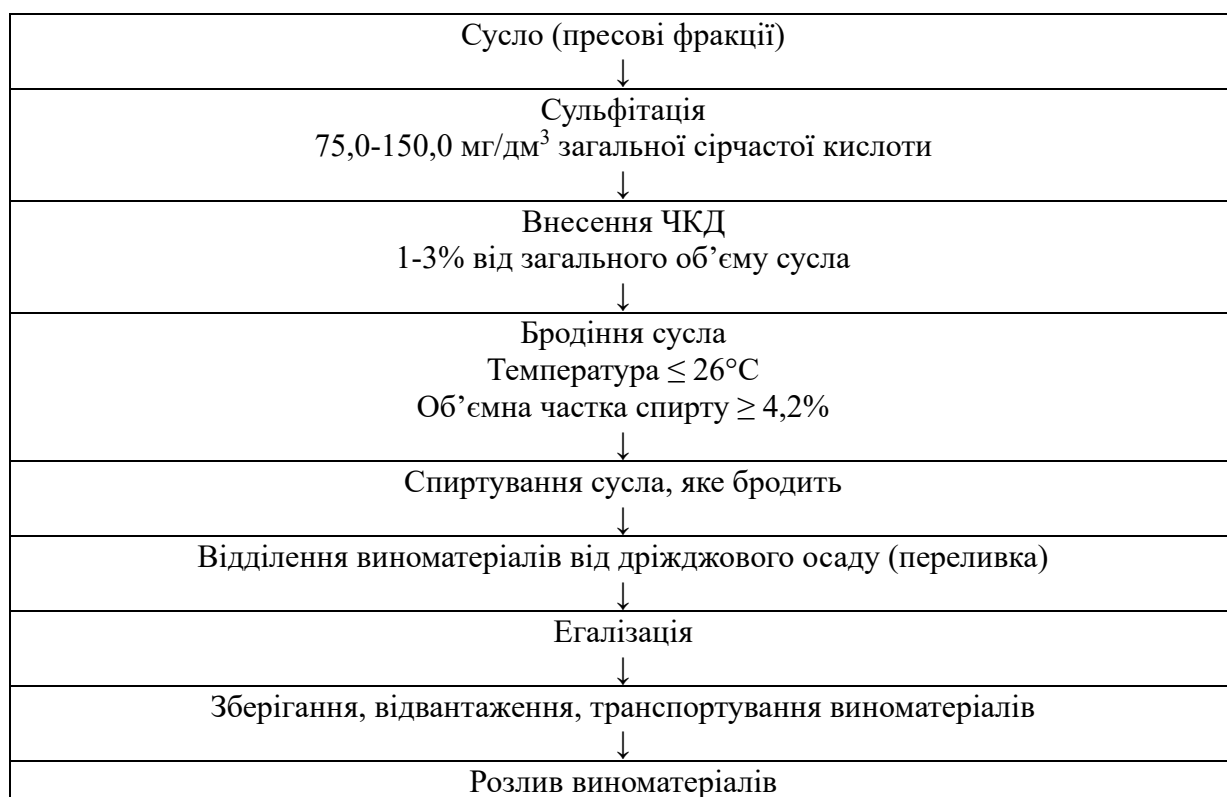 Сусло (пресові фракції)
↓
Сульфітація
75,0-150,0 мг/дм³ загальної сірчастої кислоти
↓
Внесення ЧКД
1-3% від загального об’єму сусла
↓
Бродіння сусла
Температура ≤ 26°С
Об’ємна частка спирту ≥ 4,2%
↓
Спиртування сусла, яке бродить
↓
Відділення виноматеріалів від дріжджового осаду (переливка)
↓
Егалізація
↓
Зберігання, відвантаження, транспортування виноматеріалів
↓
Розлив виноматеріалів